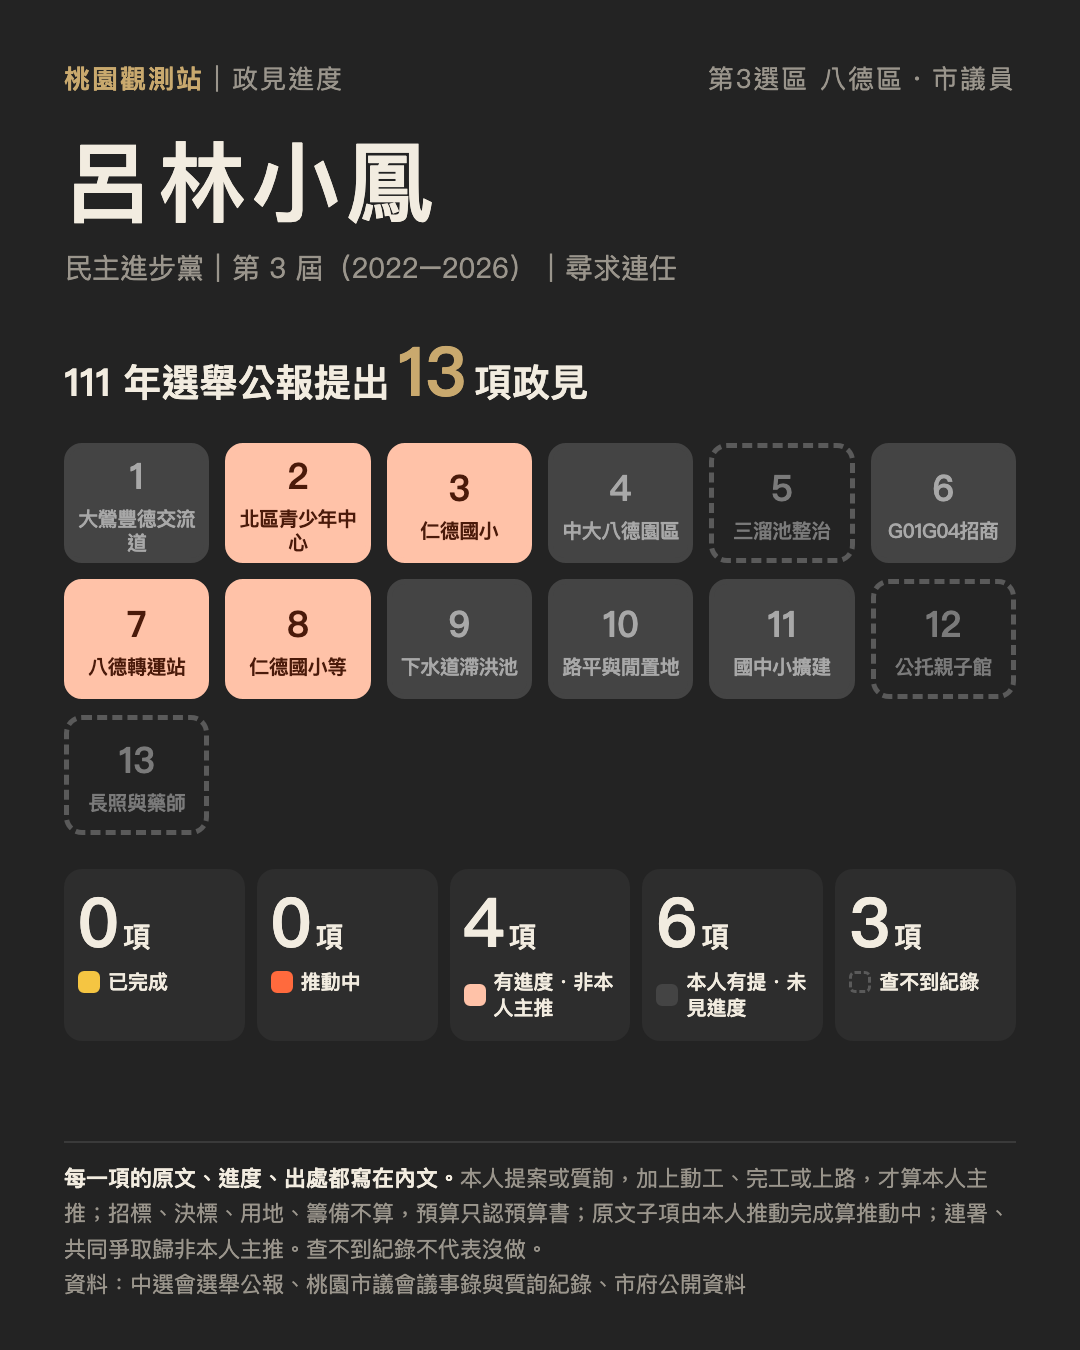 桃園觀測站｜政見進度
第3選區 八德區・市議員
呂林小鳳
民主進步黨｜第 3 屆（2022–2026）｜尋求連任
111 年選舉公報提出 13 項政見
1
大鶯豐德交流
道
2
北區青少年中
心
3
仁德國小
4
中大八德園區
5
三溜池整治
6
G01G04招商
7
八德轉運站
8
仁德國小等
9
下水道滯洪池
10
路平與閒置地
11
國中小擴建
12
公托親子館
13
長照與藥師
0項
已完成
0項
推動中
4項
有進度・非本
人主推
6項
本人有提・未
見進度
3項
查不到紀錄
每一項的原文、進度、出處都寫在內文。本人提案或質詢，加上動工、完工或上路，才算本人主
推；招標、決標、用地、籌備不算，預算只認預算書；原文子項由本人推動完成算推動中；連署、
共同爭取歸非本人主推。查不到紀錄不代表沒做。
資料：中選會選舉公報、桃園市議會議事錄與質詢紀錄、市府公開資料